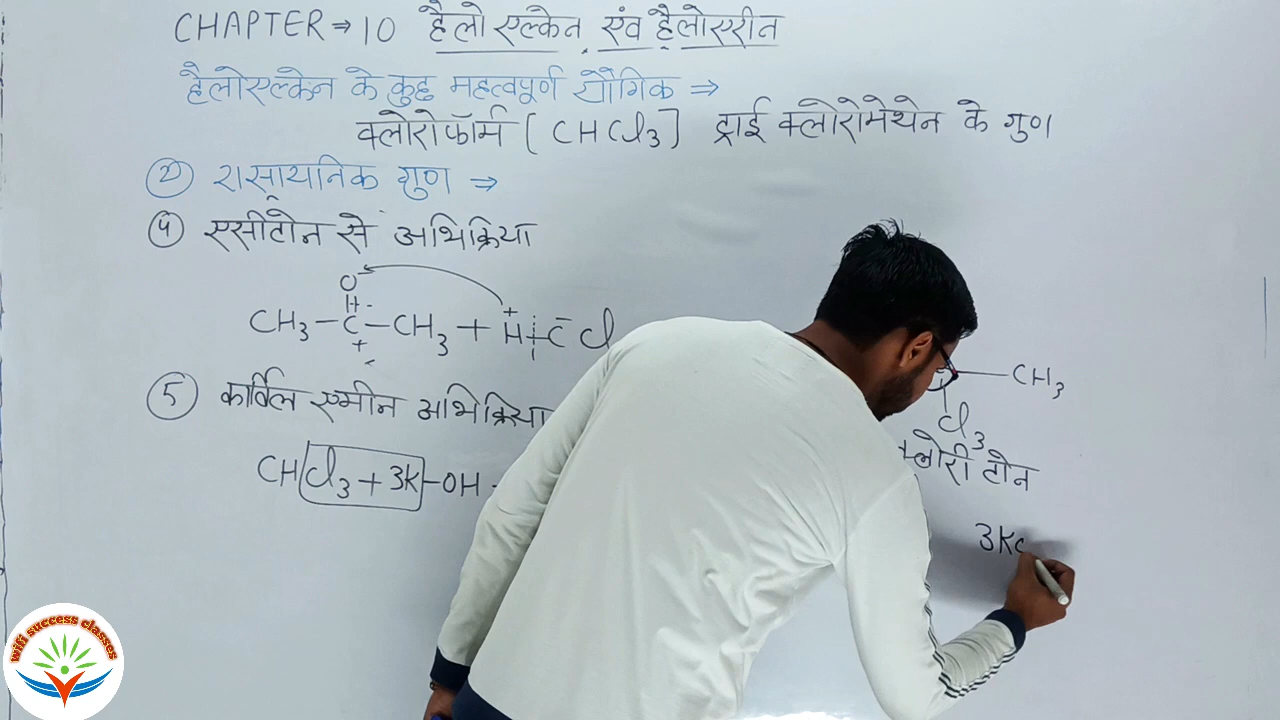 CHAPTER ⇒ 10 हैलो एल्केन एंव हैलोएरीन
हैलोएल्केन के कुछ महत्वपूर्ण यौगिक ⇒
क्लोरोफॉर्म [CHCl3] ट्राई क्लोरोमेथेन के गुण
② रासायनिक गुण ⇒
④ एसीटोन से अभिक्रिया
O
CH3 - C - CH3 + H + C Cl
CH3
Cl3
क्लोरीटोन
⑤ कार्बिल एमीन अभिक्रिया
CHCl3 + 3K - OH -
3Kc
wifi success classes